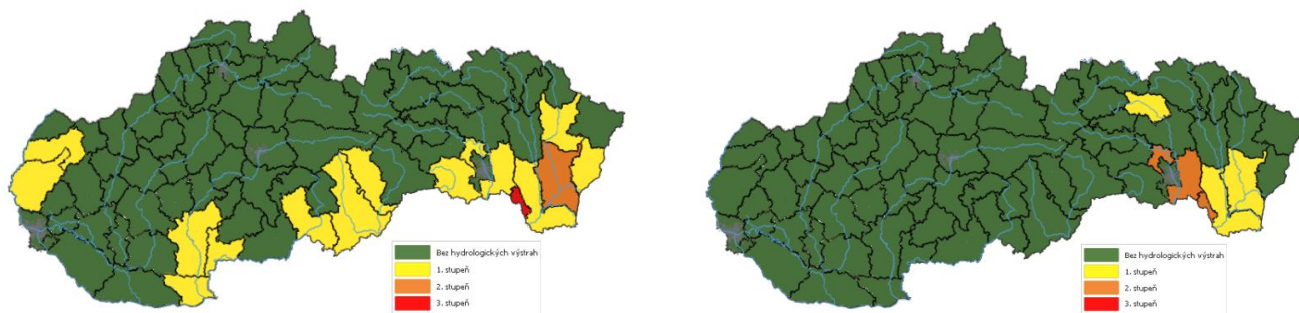 Bez hydrologických výstrah
1. stupeň
2. stupeň
3. stupeň
Bez hydrologických výstrah
1. stupeň
2. stupeň
3. stupeň